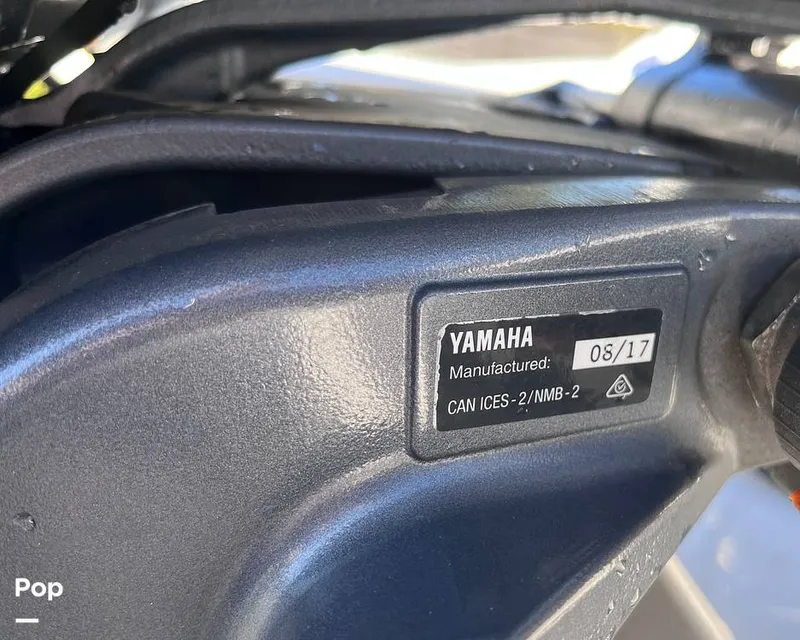 YAMAHA
Manufactured: 08/17
CAN ICES-2/NMB-2
Pop